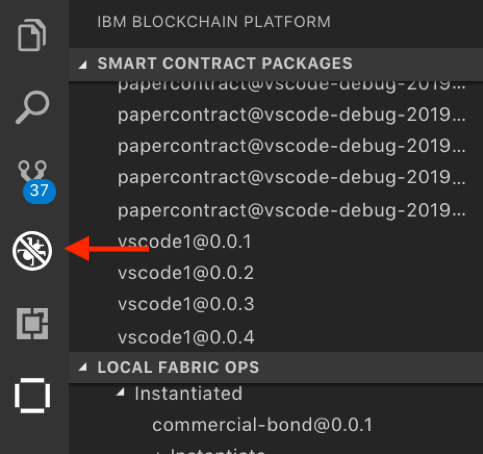 IBM BLOCKCHAIN PLATFORM
SMART CONTRACT PACKAGES
papercontract@vscode-debug-2019...
papercontract@vscode-debug-2019...
papercontract@vscode-debug-2019...
papercontract@vscode-debug-2019...
papercontract@vscode-debug-2019...
37
vscode1@0.0.1
vscode1@0.0.2
vscode1@0.0.3
vscode1@0.0.4
LOCAL FABRIC OPS
Instantiated
commercial-bond@0.0.1
+ Instantiate